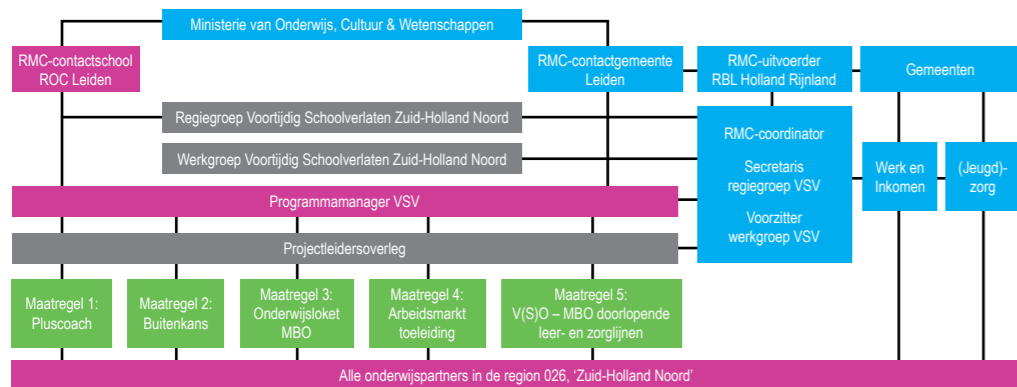 Ministerie van Onderwijs, Cultuur & Wetenschappen
RMC-contactschool
ROC Leiden
RMC-contactgemeente
Leiden
RMC-uitvoerder
RBL Holland Rijnland
Gemeenten
Regiegroep Voortijdig Schoolverlaten Zuid-Holland Noord
Werkgroep Voortijdig Schoolverlaten Zuid-Holland Noord
RMC-coordinator
Secretaris
regiegroep VSV
Voorzitter
werkgroep VSV
Werk en
Inkomen
(Jeugd)-
zorg
Programmamanager VSV
Projectleidersoverleg
Maatregel 1:
Pluscoach
Maatregel 2:
Buitenkans
Maatregel 3:
Onderwijsloket
MBO
Maatregel 4:
Arbeidsmarkt
toeleiding
Maatregel 5:
V(S)O – MBO doorlopende
leer- en zorglijnen
Alle onderwijspartners in de region 026, ‘Zuid-Holland Noord’